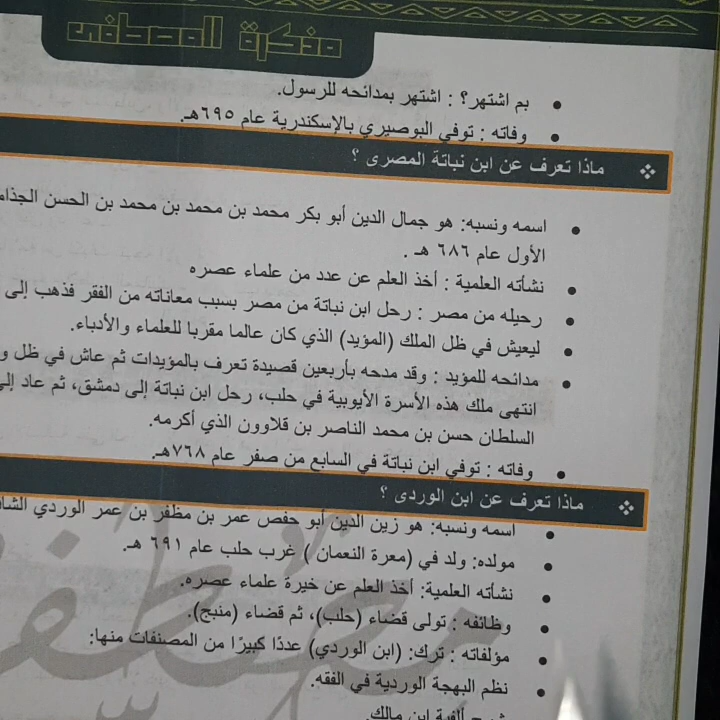 مذكرة المصطفى
بم اشتهر؟ : اشتهر بمدائحه للرسول.
وفاته : توفي البوصيري بالإسكندرية عام ٦٩٥هـ.
ماذا تعرف عن ابن نباتة المصرى ؟
اسمه ونسبه: هو جمال الدين أبو بكر محمد بن محمد بن محمد بن الحسن
الأول عام ٦٨٦ هـ .
نشأته العلمية : أخذ العلم عن عدد من علماء عصره
رحيله من مصر : رحل ابن نباتة من مصر بسبب معاناته من الفقر فذهب إلى
ليعيش في ظل الملك (المؤيد) الذي كان عالما مقربا للعلماء والأدباء.
مدائحه للمؤيد : وقد مدحه بأربعين قصيدة تعرف بالمؤيدات ثم عاش في ظل
انتهى ملك هذه الأسرة الأيوبية في حلب، رحل ابن نباتة إلى دمشق، ثم عاد
السلطان حسن بن محمد الناصر بن قلاوون الذي أكرمه.
وفاته : توفي ابن نباتة في السابع من صفر عام ٧٦٨هـ.
ماذا تعرف عن ابن الوردى ؟
اسمه ونسبه: هو زين الدين أبو حفص عمر بن مظفر بن عمر الوردي
مولده: ولد في (معرة النعمان ) غرب حلب عام ٦٩١ هـ.
نشأته العلمية: أخذ العلم عن خيرة علماء عصره.
وظائفه : تولى قضاء (حلب)، ثم قضاء (منبج).
مؤلفاته : ترك: (ابن الوردي) عددًا كبيرًا من المصنفات منها:
نظم البهجة الوردية في الفقه.
شرح ألفية ابن مالك.